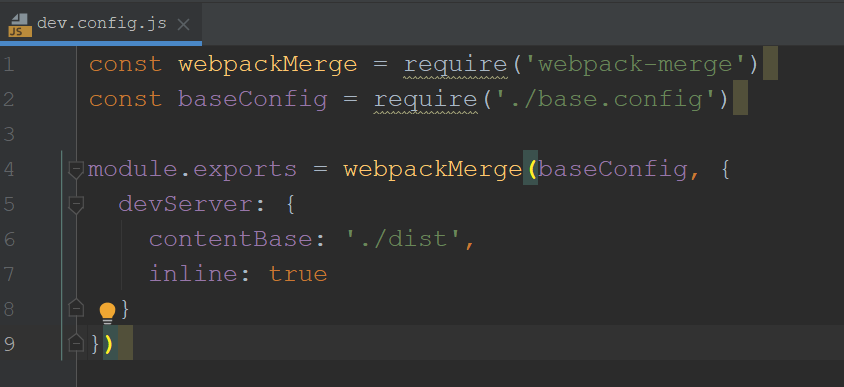 dev.config.js
JS
1 const webpackMerge = require('webpack-merge')
2 const baseConfig = require('./base.config')
3
4 module.exports = webpackMerge(baseConfig, {
5   devServer: {
6     contentBase: './dist',
7     inline: true
8   }
9 })